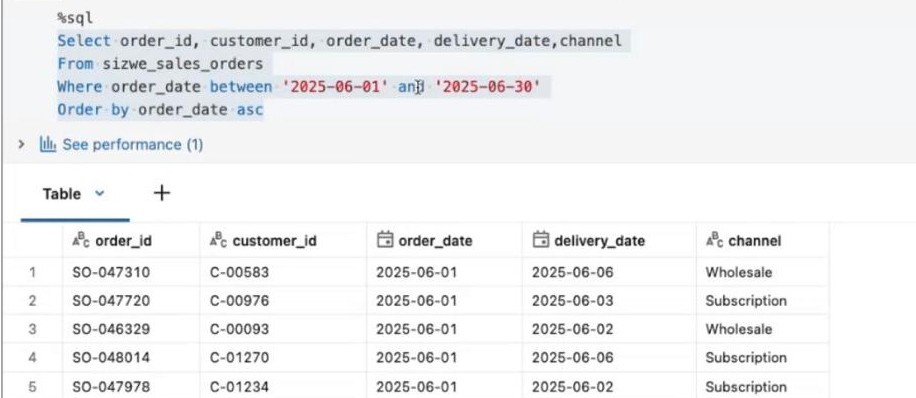 %sql
Select order_id, customer_id, order_date, delivery_date,channel
From sizwe_sales_orders
Where order_date between '2025-06-01' and '2025-06-30'
Order by order_date asc
See performance (1)
Table
order_id customer_id order_date delivery_date channel
1 SO-047310 C-00583 2025-06-01 2025-06-06 Wholesale
2 SO-047720 C-00976 2025-06-01 2025-06-03 Subscription
3 SO-046329 C-00093 2025-06-01 2025-06-02 Wholesale
4 SO-048014 C-01270 2025-06-01 2025-06-06 Subscription
5 SO-047978 C-01234 2025-06-01 2025-06-02 Subscription